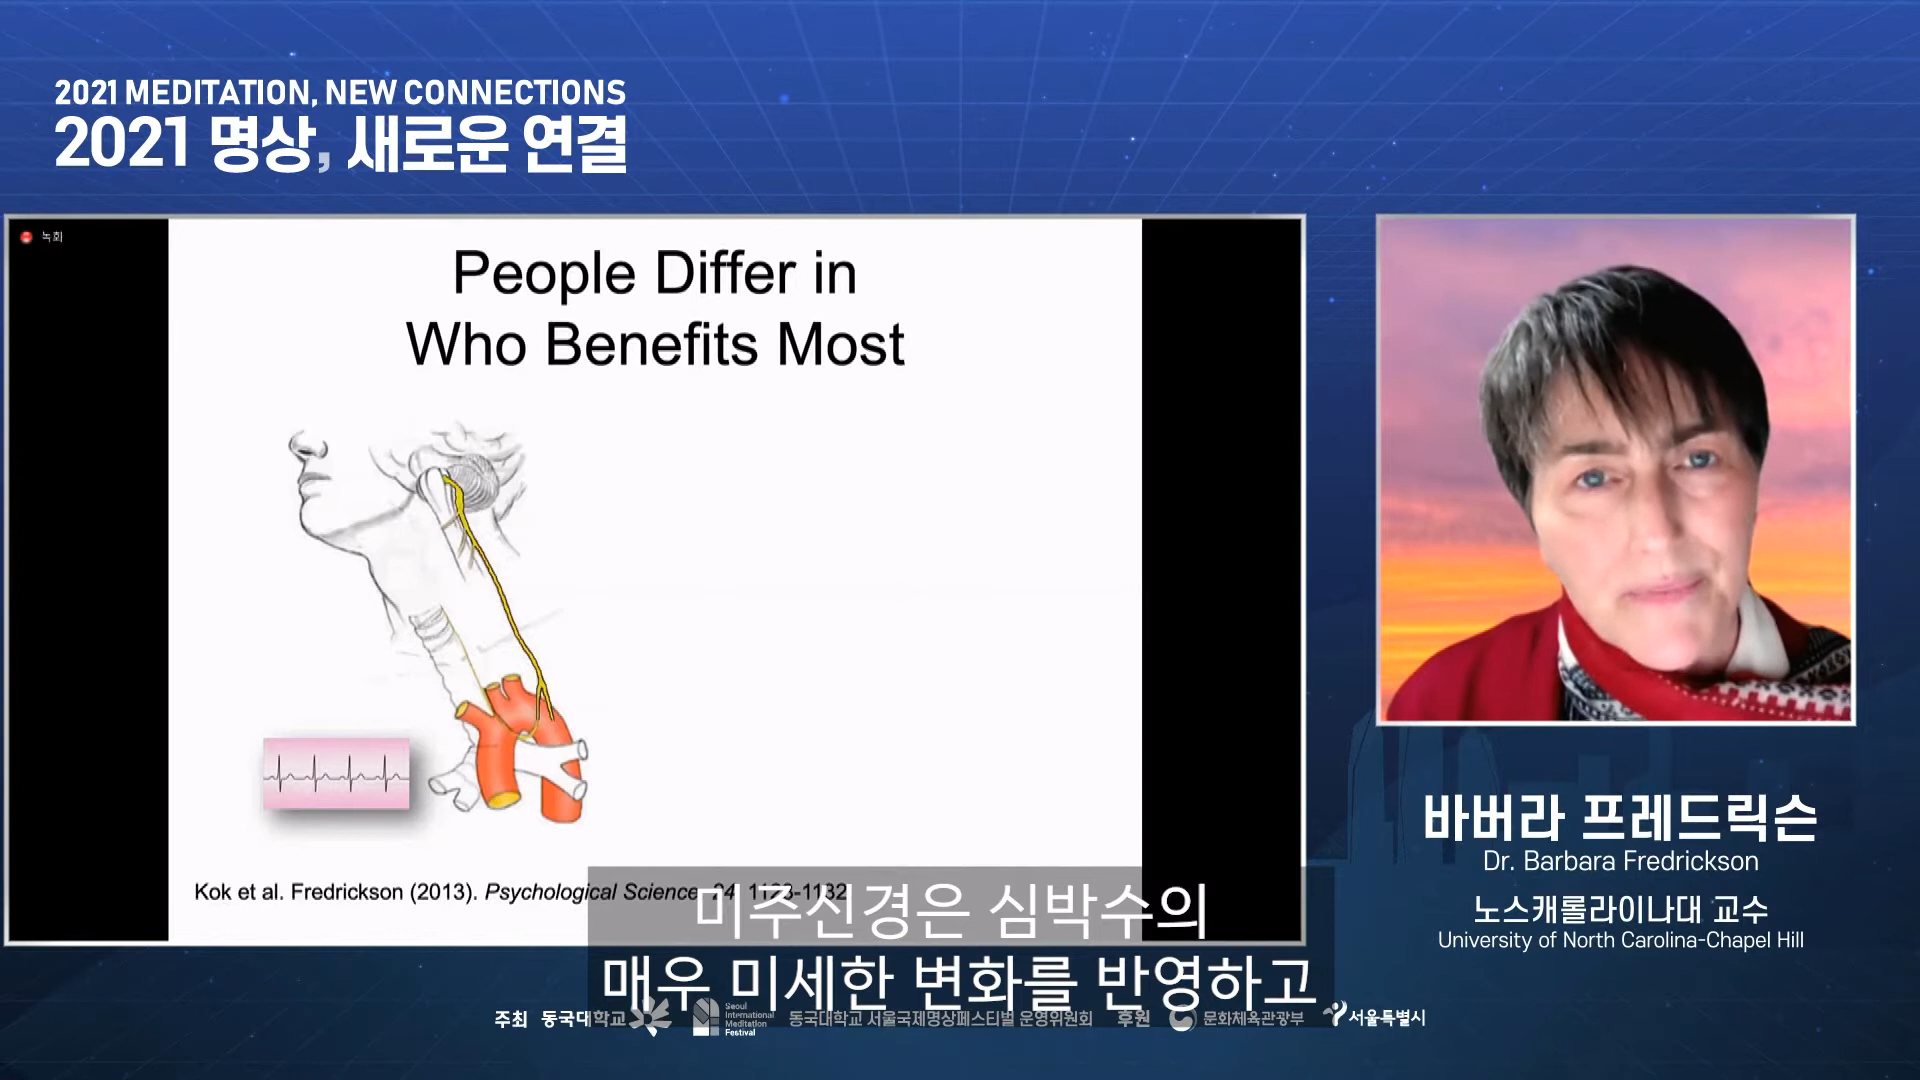 2021 MEDITATION, NEW CONNECTIONS
2021 명상, 새로운 연결
녹화
People Differ in
Who Benefits Most
Kok et al. Fredrickson (2013). Psychological Science, 24, 1123-1132
미주신경은 심박수의
매우 미세한 변화를 반영하고
바버라 프레드릭슨
Dr. Barbara Fredrickson
노스캐롤라이나대 교수
University of North Carolina-Chapel Hill
주최 동국대학교
Seoul
International
Meditation
Festival
동국대학교 서울국제명상페스티벌 운영위원회 후원 문화체육관광부 서울특별시